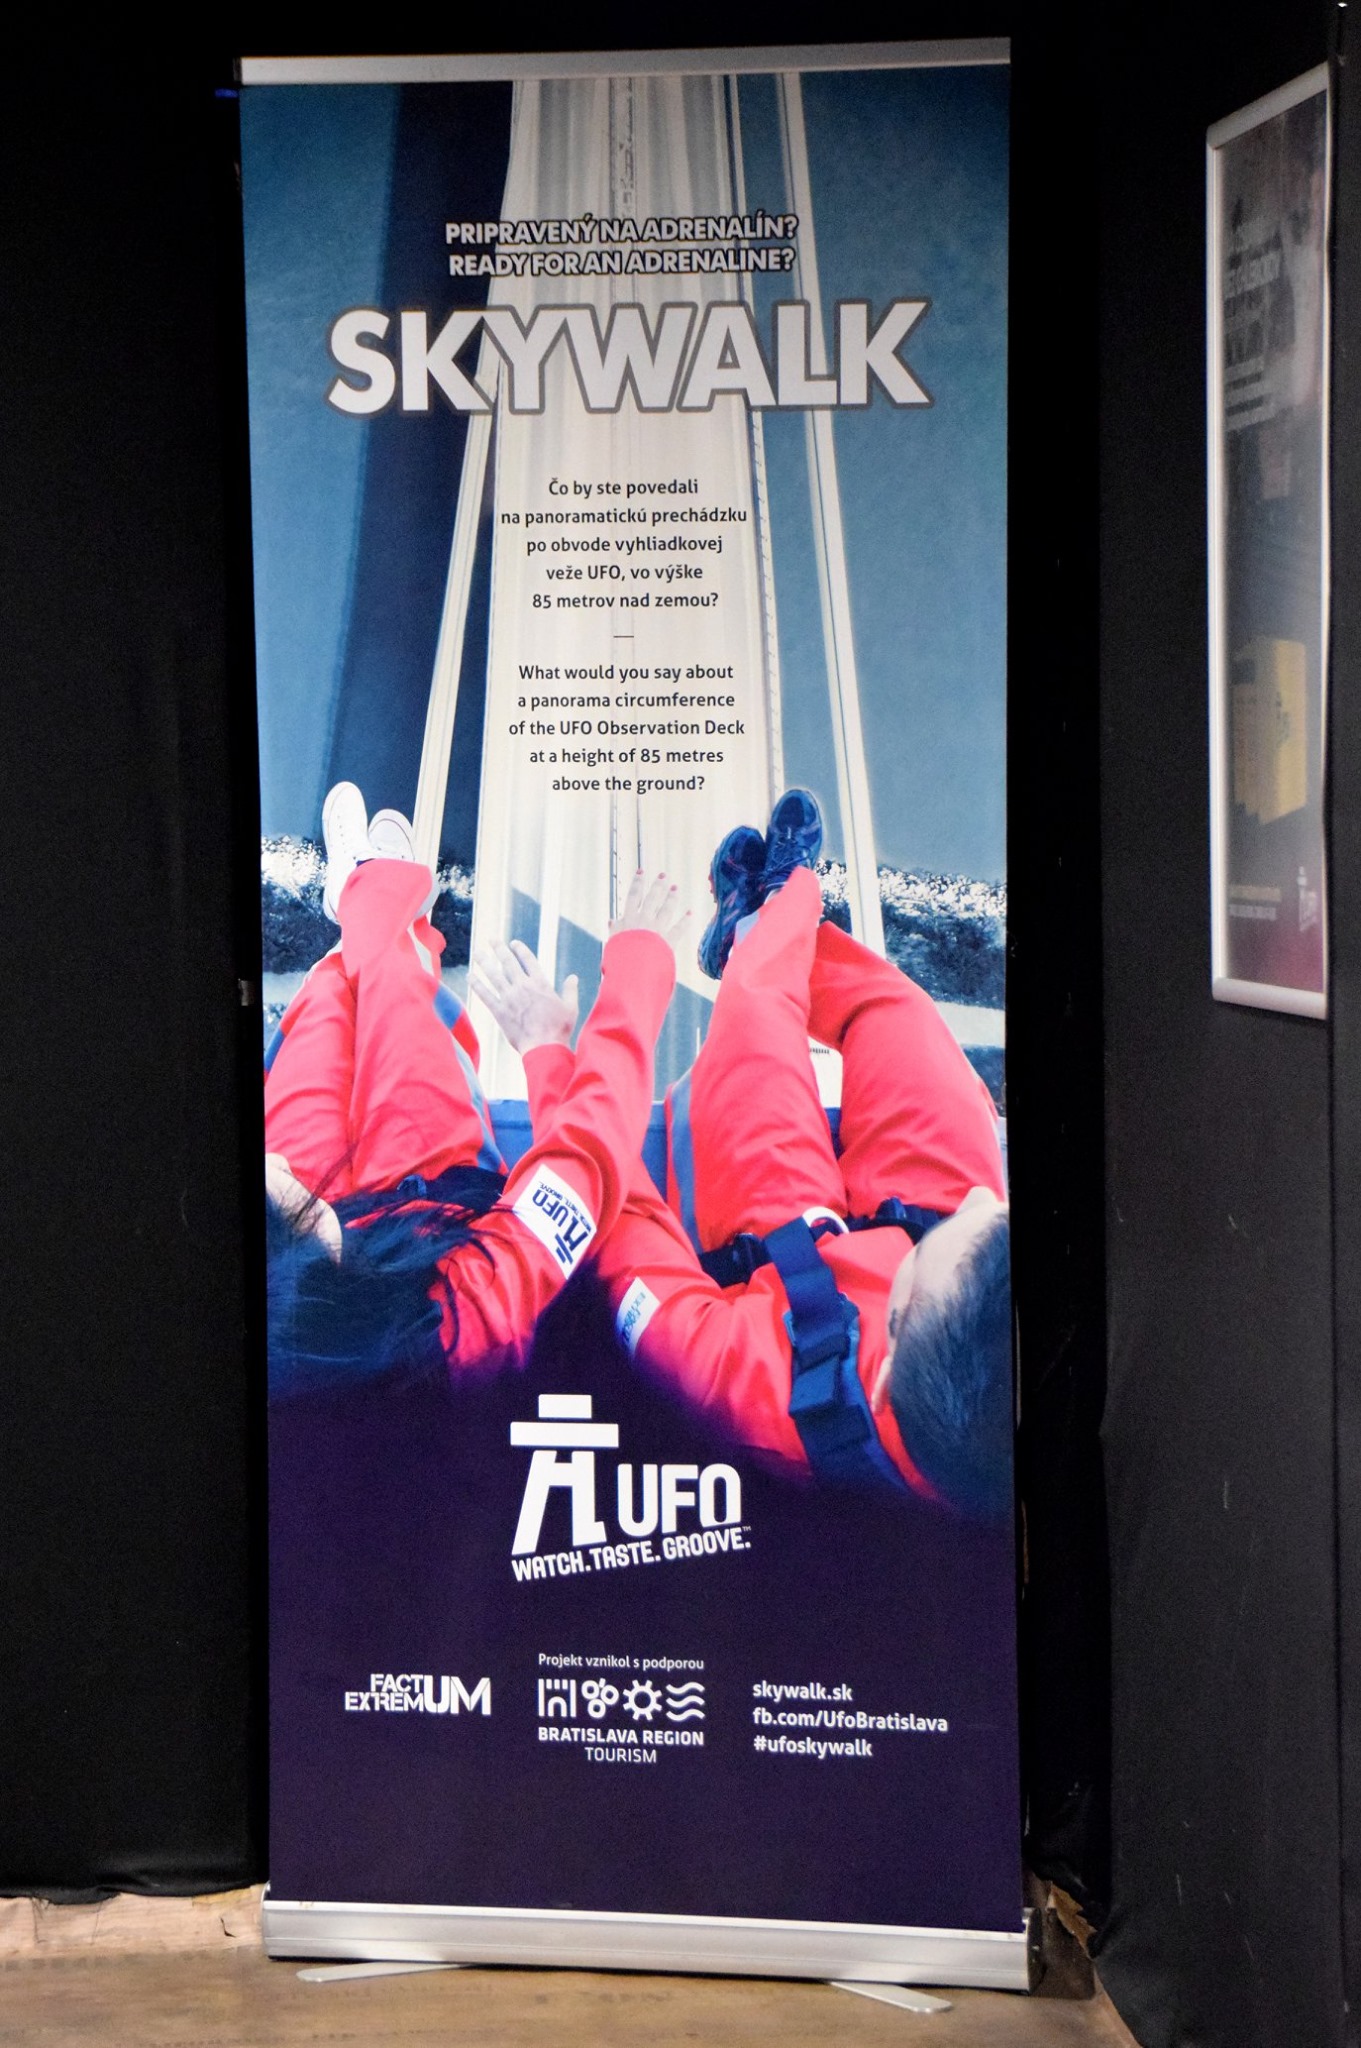 PRIPRAVENÝ NA ADRENALÍN?
READY FOR AN ADRENALINE?
SKYWALK
Čo by ste povedali
na panoramatickú prechádzku
po obvode vyhliadkovej
veže UFO, vo výške
85 metrov nad zemou?
What would you say about
a panorama circumference
of the UFO Observation Deck
at a height of 85 metres
above the ground?
UFO
UFO
WATCH.TASTE.GROOVE.™
FACT
EXTREMUM
Projekt vznikol s podporou
BRATISLAVA REGION
TOURISM
skywalk.sk
fb.com/UfoBratislava
#ufoskywalk